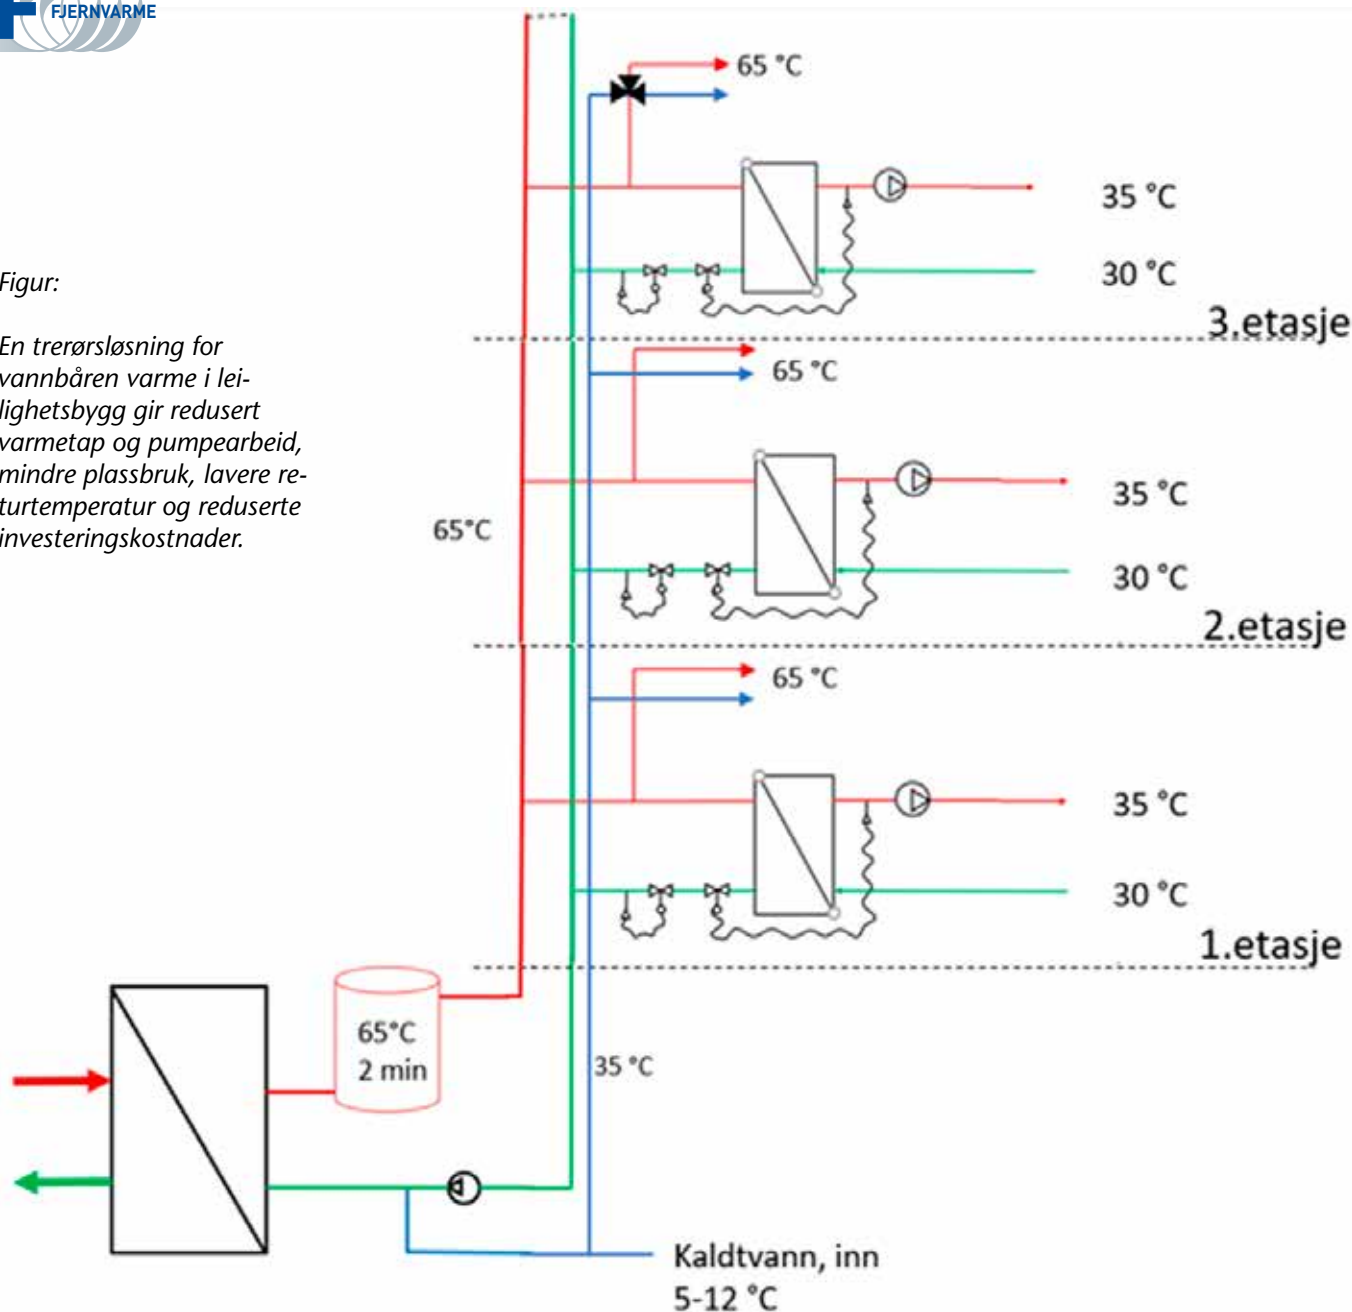 FJERNVARME
65 °C
35 °C
30 °C
3.etasje
Figur:
En trerørsløsning for
vannbåren varme i lei-
lighetsbygg gir redusert
varmetap og pumpearbeid,
mindre plassbruk, lavere re-
turtemperatur og reduserte
investeringskostnader.
65 °C
65°C
35 °C
30 °C
2.etasje
65 °C
35 °C
30 °C
1.etasje
65°C
2 min
35 °C
Kaldtvann, inn
5-12 °C